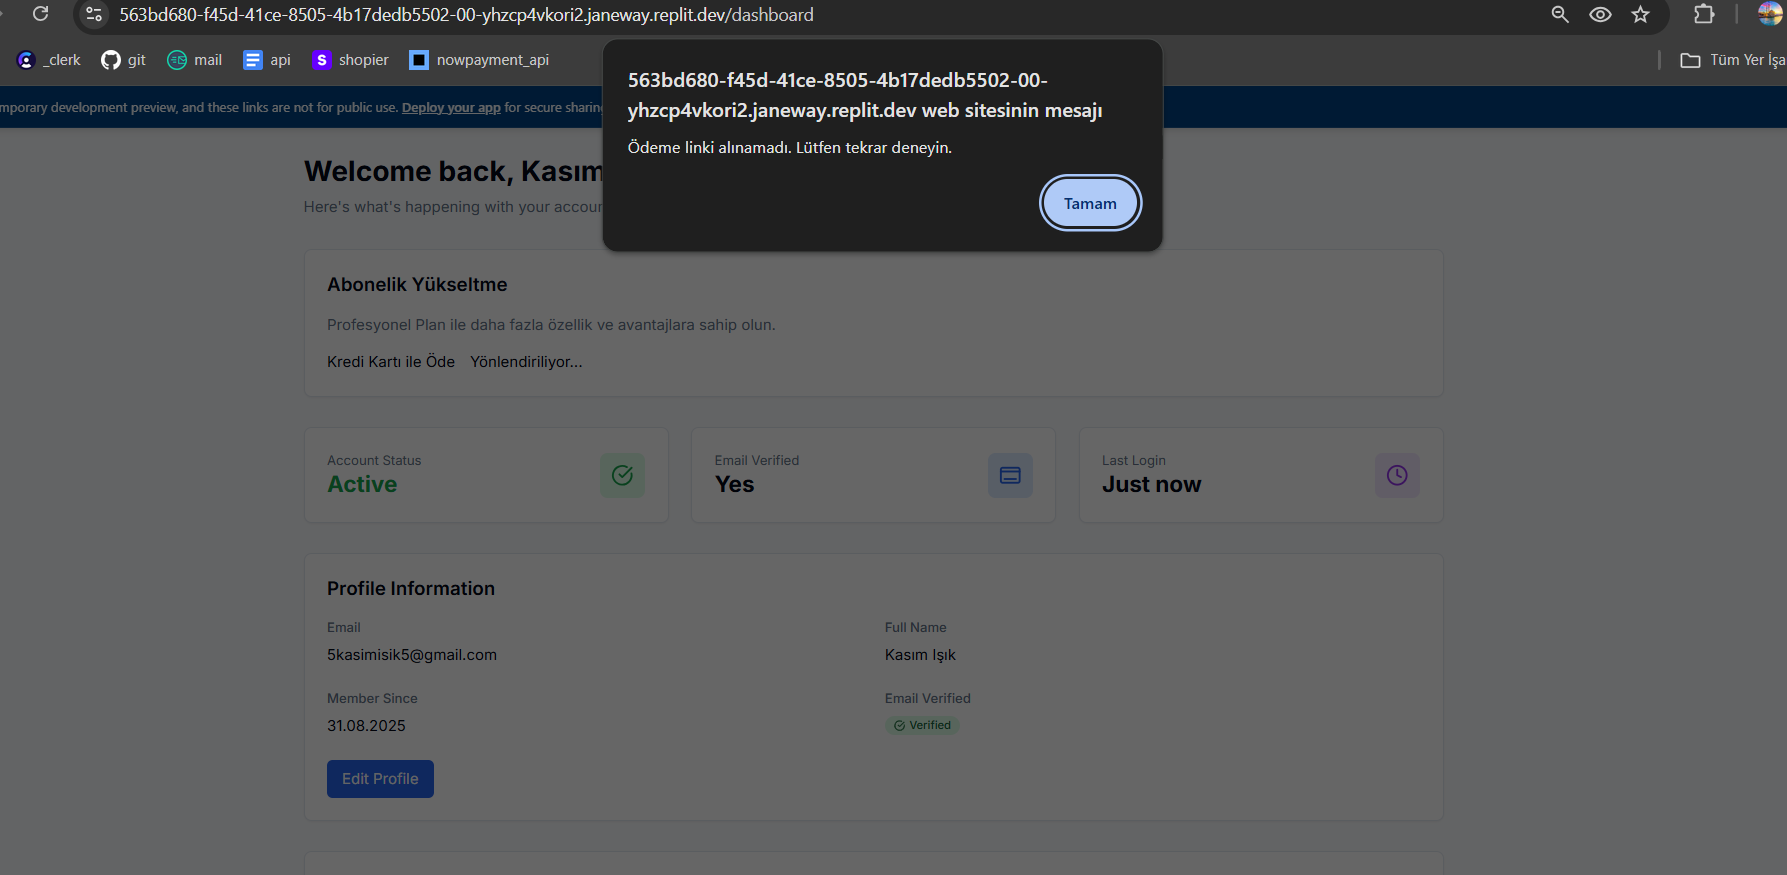 563bd680-f45d-41ce-8505-4b17dedb5502-00-yhzcp4vkori2.janeway.replit.dev/dashboard
_clerk git mail api S shopier nowpayment_api Tüm Yer İşa
mporary development preview, and these links are not for public use. Deploy your app for secure sharin
563bd680-f45d-41ce-8505-4b17dedb5502-00-
yhzcp4vkori2.janeway.replit.dev web sitesinin mesajı
Ödeme linki alınamadı. Lütfen tekrar deneyin.
Tamam
Welcome back, Kasım
Here's what's happening with your accoun
Abonelik Yükseltme
Profesyonel Plan ile daha fazla özellik ve avantajlara sahip olun.
Kredi Kartı ile Öde Yönlendiriliyor...
Account Status
Active
Email Verified
Yes
Last Login
Just now
Profile Information
Email
5kasimisik5@gmail.com
Full Name
Kasım Işık
Member Since
31.08.2025
Email Verified
Verified
Edit Profile